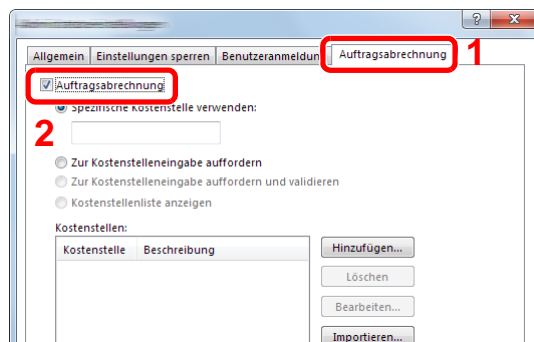 ?
X
Allgemein Einstellungen sperren Benutzeranmeldun Auftragsabrechnung
1
Auftragsabrechnung
Spezifische Kostenstelle verwenden:
2
Zur Kostenstelleneingabe auffordern
Zur Kostenstelleneingabe auffordern und validieren
Kostenstellenliste anzeigen
Kostenstellen:
Kostenstelle Beschreibung
Hinzufügen...
Löschen
Bearbeiten...
Importieren...